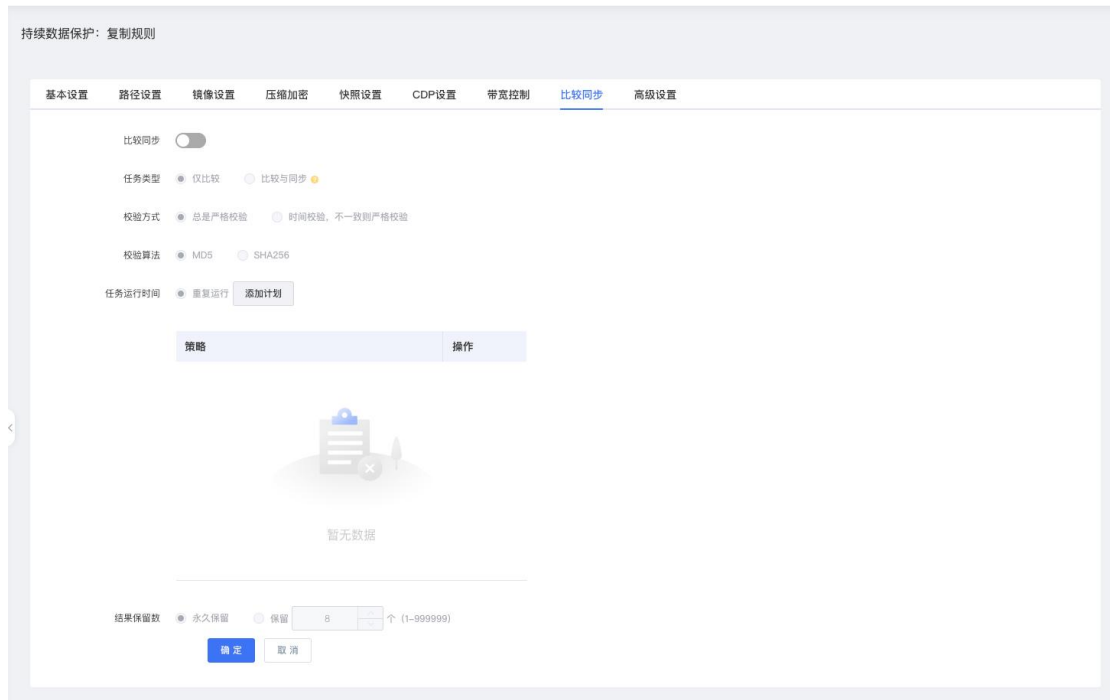 持续数据保护：复制规则
基本设置 路径设置 镜像设置 压缩加密 快照设置 CDP设置 带宽控制 比较同步 高级设置
比较同步
任务类型 仅比较 比较与同步
校验方式 总是严格校验 时间校验，不一致则严格校验
校验算法 MD5 SHA256
任务运行时间 重复运行 添加计划
策略 操作
暂无数据
结果保留数 永久保留 保留 8 个 (1-999999)
确定 取消